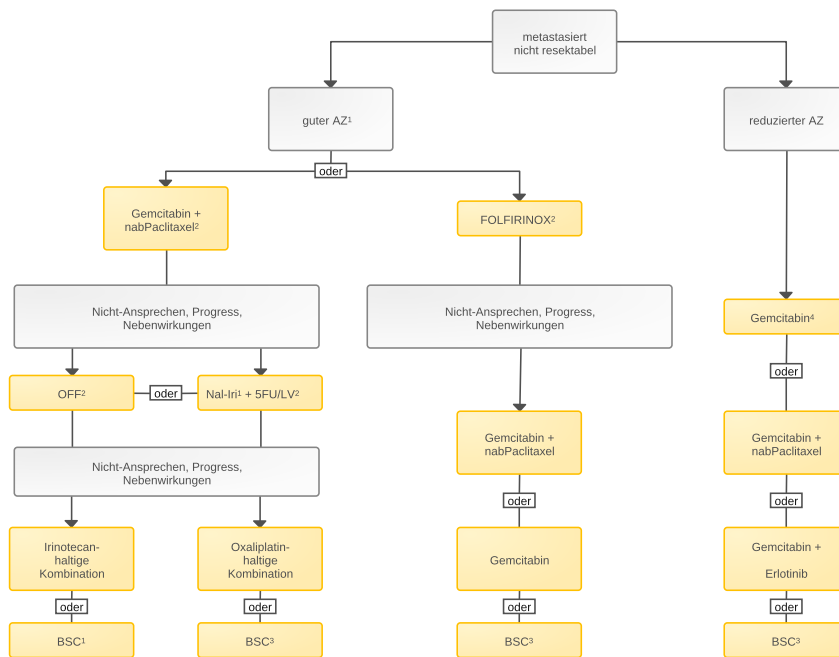 metastasiert
nicht resektabel
guter AZ¹
reduzierter AZ
oder
Gemcitabin +
nabPaclitaxel²
FOLFIRINOX²
Nicht-Ansprechen, Progress,
Nebenwirkungen
Nicht-Ansprechen, Progress,
Nebenwirkungen
Gemcitabin⁴
oder
OFF²
oder
Nal-Iri¹ + 5FU/LV²
Gemcitabin +
nabPaclitaxel
Gemcitabin +
nabPaclitaxel
Nicht-Ansprechen, Progress,
Nebenwirkungen
oder
oder
Irinotecan-
haltige
Kombination
Oxaliplatin-
haltige
Kombination
Gemcitabin
Gemcitabin +
Erlotinib
oder
oder
oder
oder
BSC¹
BSC³
BSC³
BSC³